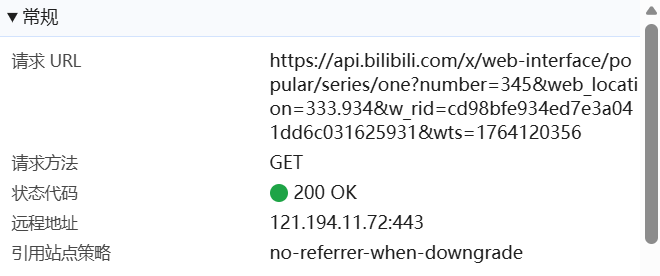 ▼常规
请求 URL
https://api.bilibili.com/x/web-interface/po
pular/series/one?number=345&web_locati
on=333.934&w_rid=cd98bfe934ed7e3a04
1dd6c031625931&wts=1764120356
请求方法
GET
状态代码
200 OK
远程地址
121.194.11.72:443
引用站点策略
no-referrer-when-downgrade